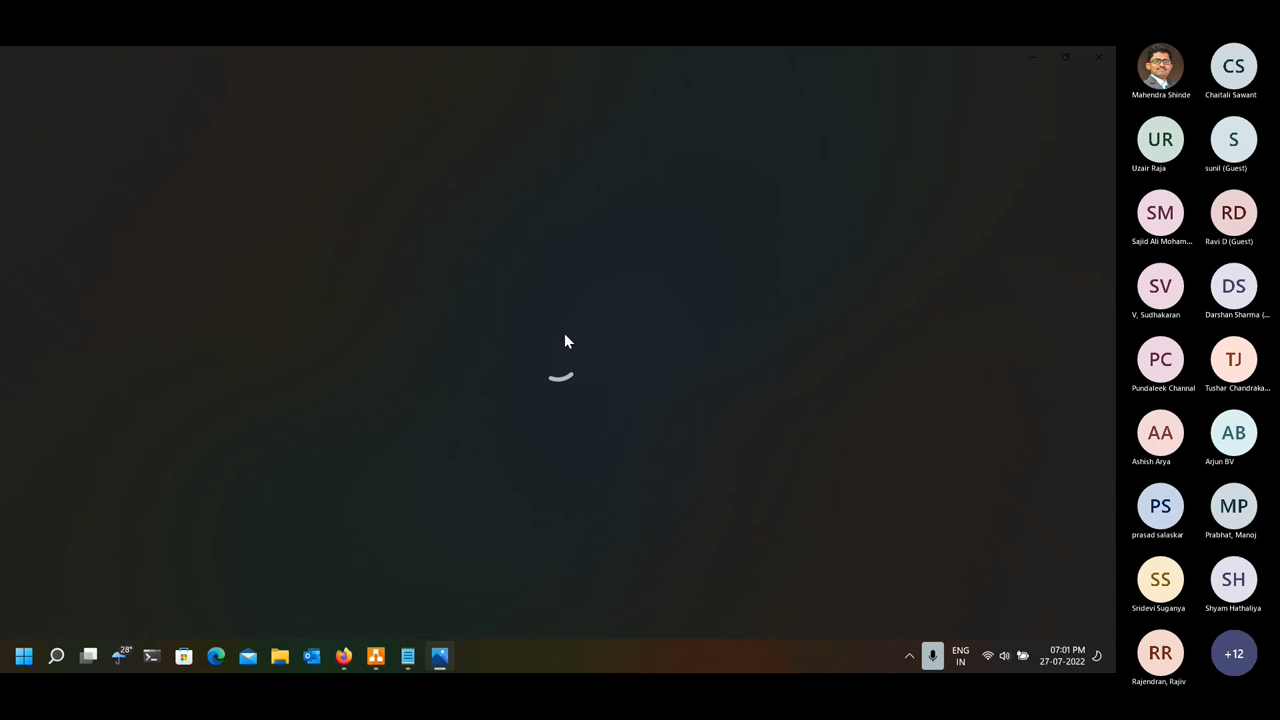 CS
Mahendra Shinde
Chaitali Sawant
UR
S
Uzair Raja
sunil (Guest)
SM
RD
Sajid Ali Moham...
Ravi D (Guest)
SV
DS
V, Sudhakaran
Darshan Sharma (...
PC
TJ
Pundaleek Channal
Tushar Chandraka...
AA
AB
Ashish Arya
Arjun BV
PS
MP
prasad salaskar
Prabhat, Manoj
SS
SH
Sridevi Suganya
Shyam Hathaliya
RR
+12
Rajendran, Rajiv
28°
ENG
IN
07:01 PM
27-07-2022